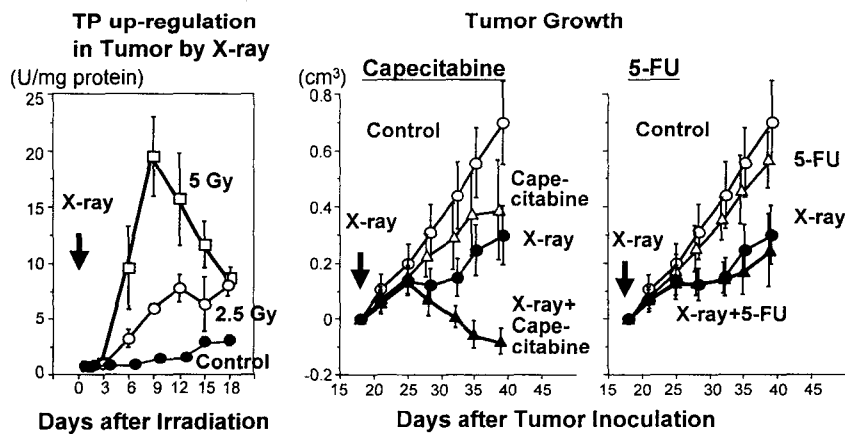 TP up-regulation
in Tumor by X-ray
(U/mg protein)
25
20
15
10
5
0
X-ray
5 Gy
2.5 Gy
Control
0 3 6 9 12 15 18
Days after Irradiation
Tumor Growth
(cm³)
Capecitabine
0.8
0.6
0.4
0.2
0
-0.2
Control
Cape-
citabine
X-ray
X-ray
X-ray+
Cape-
citabine
15 20 25 30 35 40 45
5-FU
Control
5-FU
X-ray
X-ray
X-ray+5-FU
15 20 25 30 35 40 45
Days after Tumor Inoculation